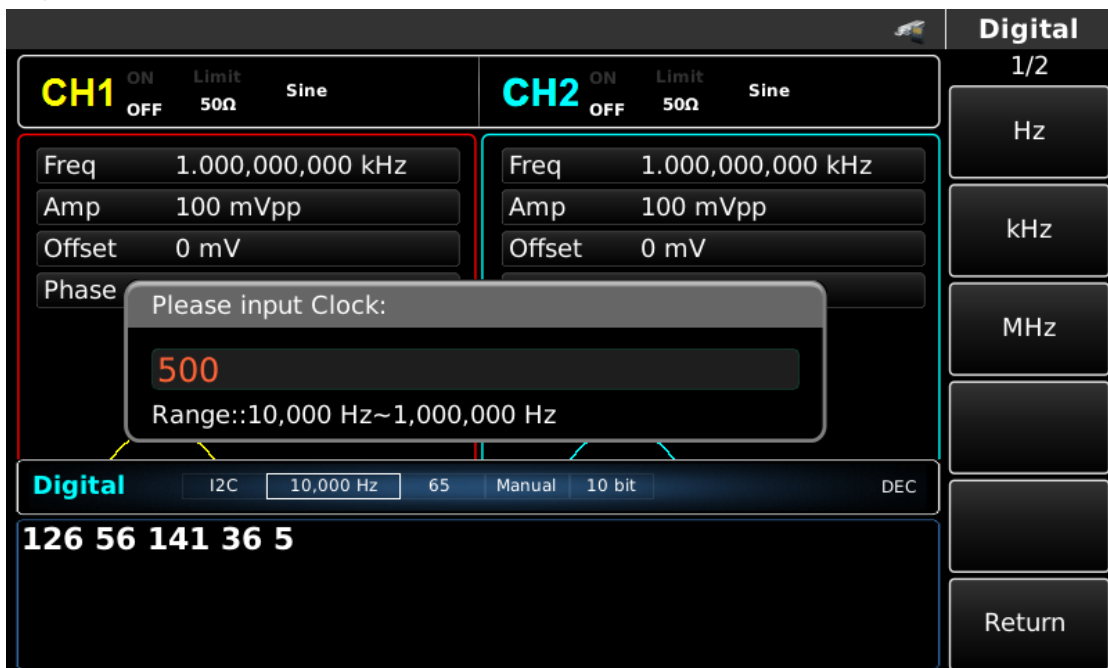 Digital
1/2
CH1 ON OFF Limit 50Ω Sine
CH2 ON OFF Limit 50Ω Sine
Freq 1.000,000,000 kHz
Amp 100 mVpp
Offset 0 mV
Phase
Freq 1.000,000,000 kHz
Amp 100 mVpp
Offset 0 mV
Please input Clock:
500
Range::10,000 Hz~1,000,000 Hz
Digital I2C 10,000 Hz 65 Manual 10 bit DEC
126 56 141 36 5
Hz
kHz
MHz
Return